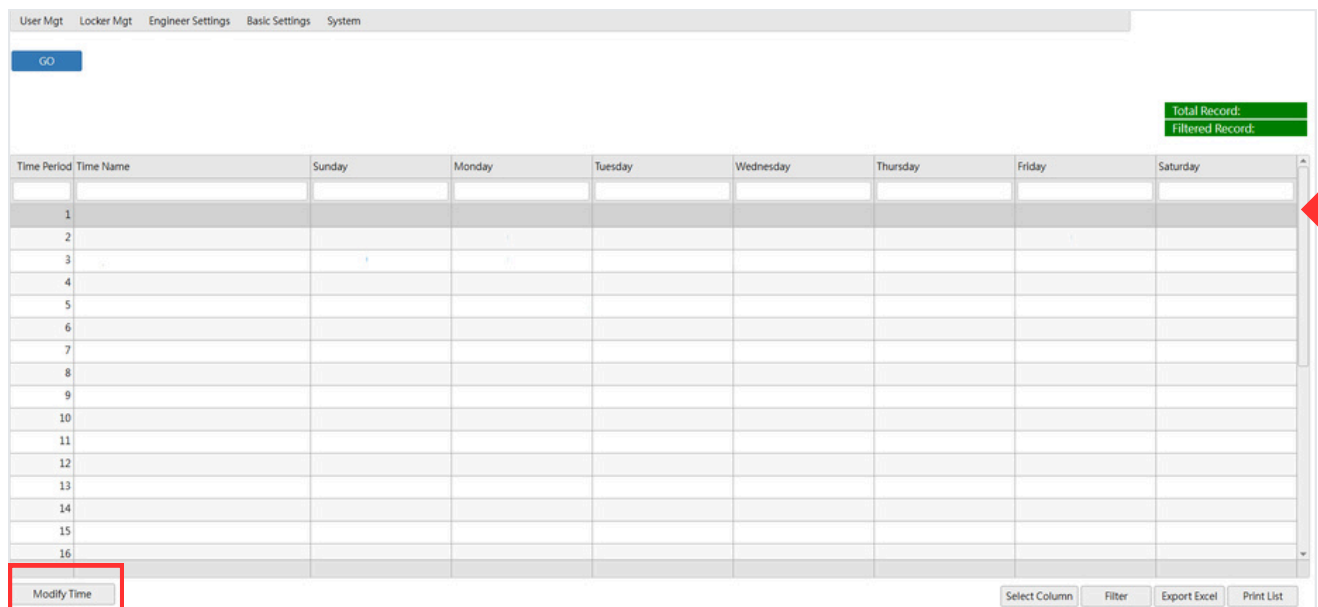 User Mgt Locker Mgt Engineer Settings Basic Settings System
GO
Total Record:
Filtered Record:
Time Period Time Name Sunday Monday Tuesday Wednesday Thursday Friday Saturday
1
2
3
4
5
6
7
8
9
10
11
12
13
14
15
16
Modify Time Select Column Filter Export Excel Print List